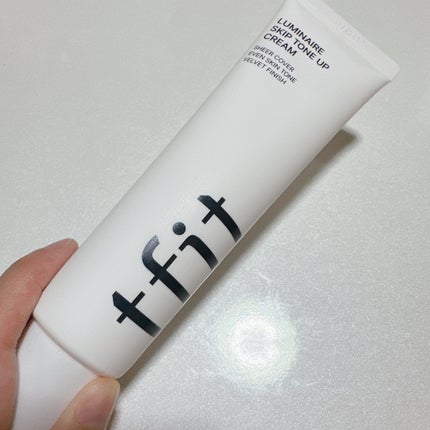 LUMINAIRE
SKIP TONE UP
CREAM
SHEER COVER
EVEN SKIN TONE
VELVET FINISH
tfit